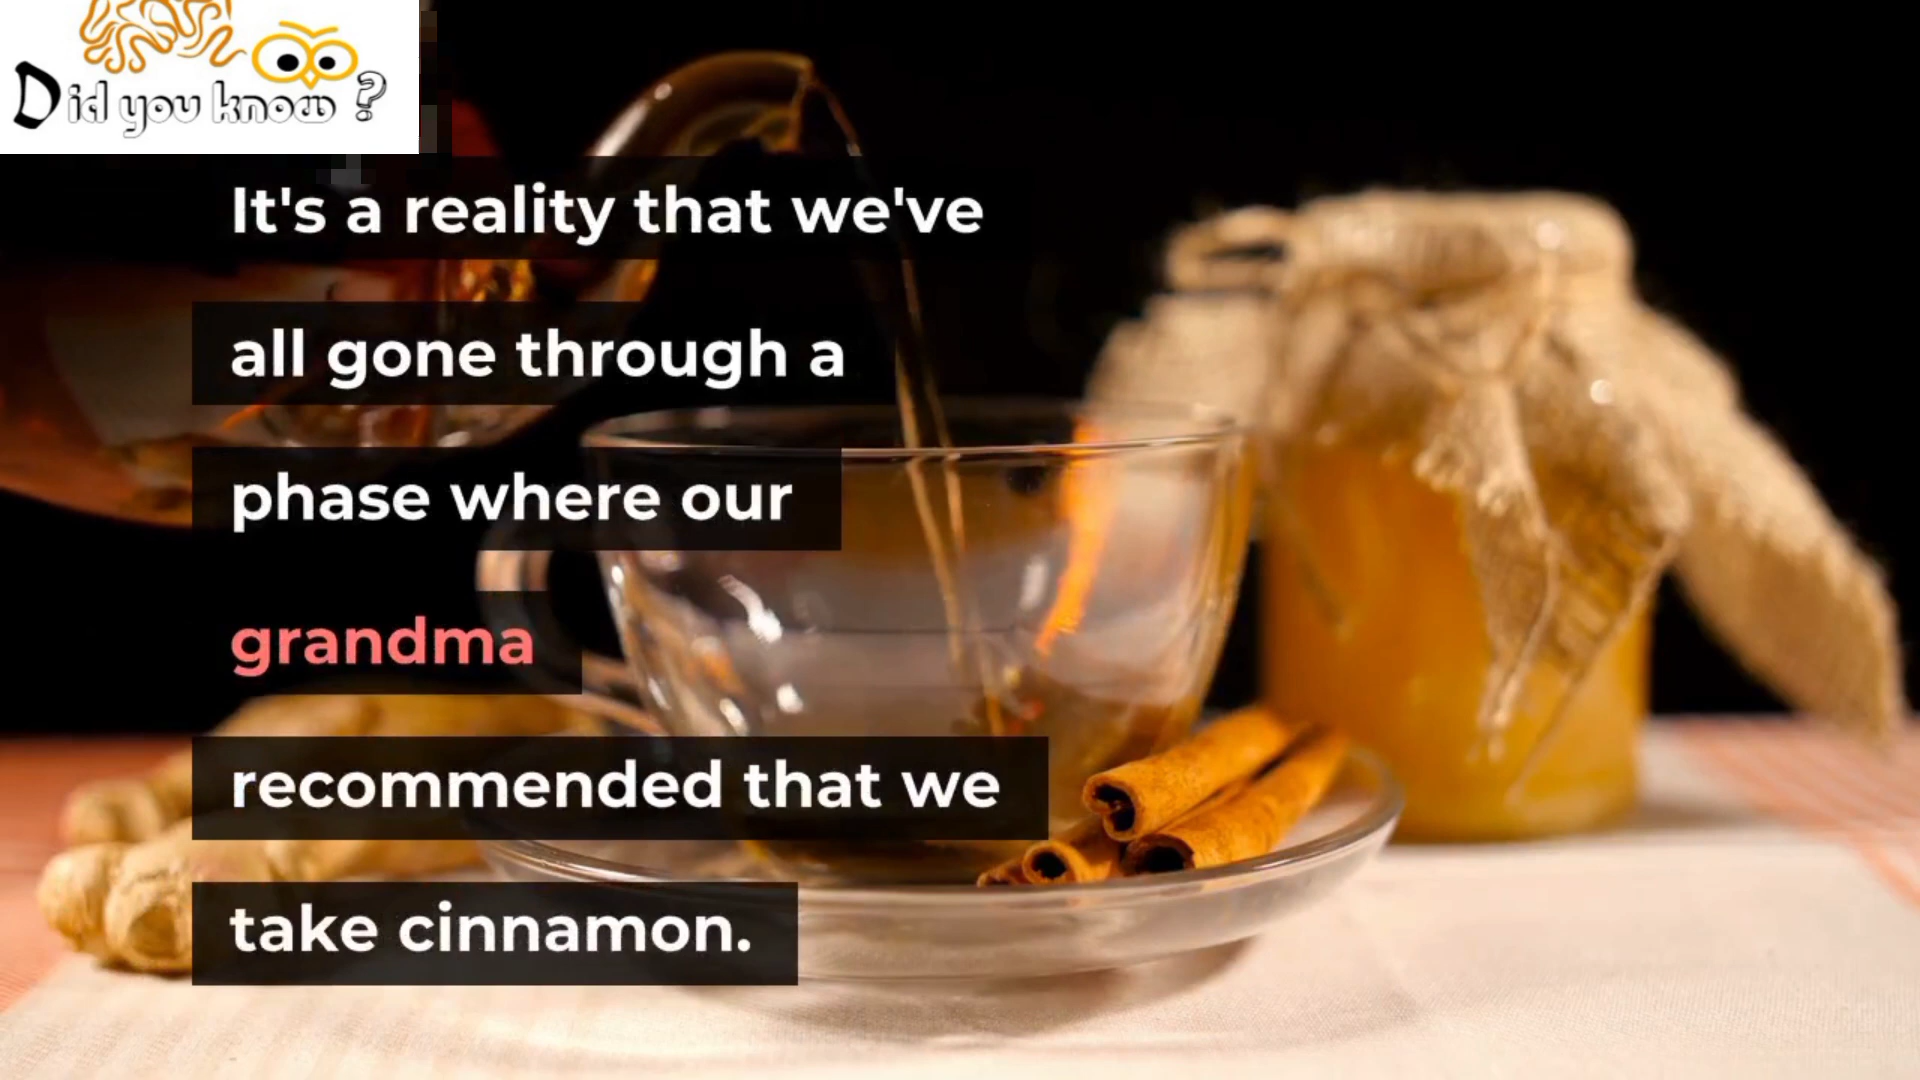 Did you know ?
It's a reality that we've
all gone through a
phase where our
grandma
recommended that we
take cinnamon.